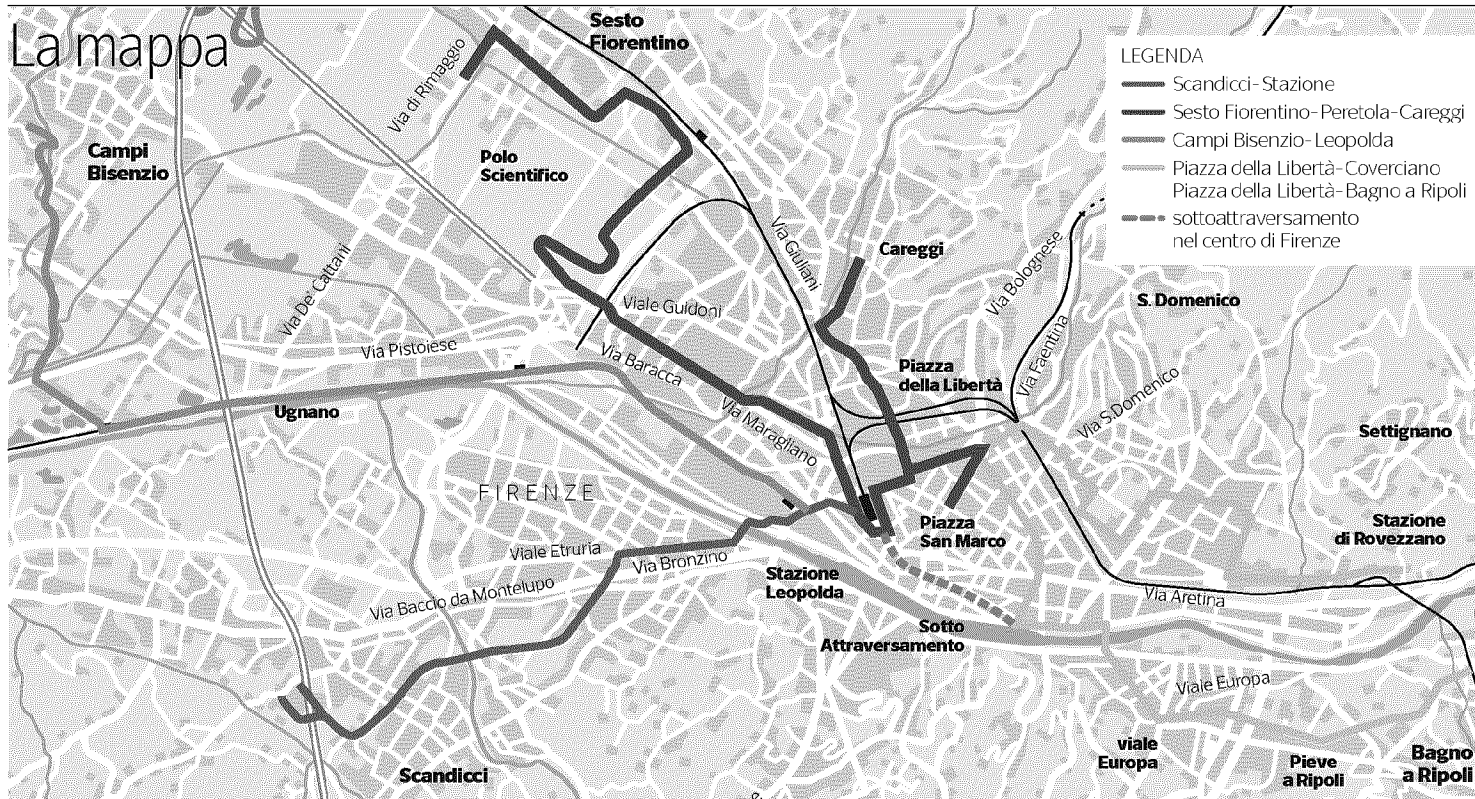 La mappa
Sesto
Fiorentino
LEGENDA
Scandicci-Stazione
Sesto Fiorentino-Peretola-Careggi
Campi Bisenzio-Leopolda
Piazza della Libertà-Coverciano
Piazza della Libertà-Bagno a Ripoli
sottoattraversamento
nel centro di Firenze
Via di Rimaggio
Campi
Bisenzio
Polo
Scientifico
Via Giuliani
Careggi
Via Bolognese
S. Domenico
Via De' Cattani
Viale Guidoni
Via Pistoiese
Via Baracca
Piazza
della Libertà
Via Faentina
Via S. Domenico
Ugnano
Via Maragliano
Settignano
FIRENZE
Piazza
San Marco
Stazione
di Rovezzano
Viale Etruria
Via Bronzino
Via Baccio da Montelupo
Stazione
Leopolda
Via Aretina
Sotto
Attraversamento
Viale Europa
viale
Europa
Pieve
a Ripoli
Bagno
a Ripoli
Scandicci